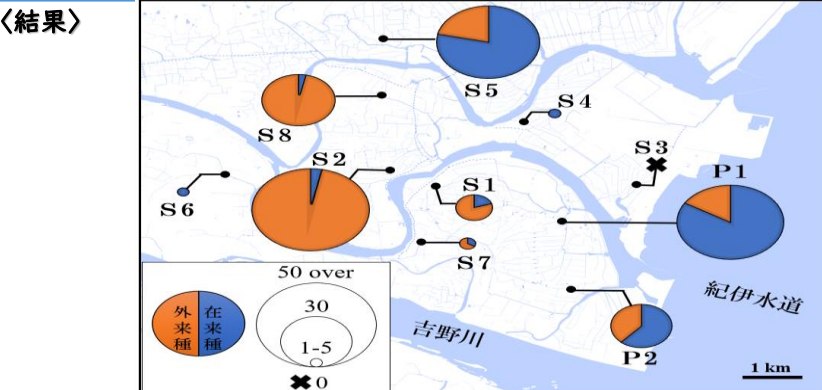 〈結果〉
S5
S4
S8
S3
S2
P1
S1
S6
S7
50 over
30
1-5
✖0
外来種
在来種
紀伊水道
吉野川
P2
1 km